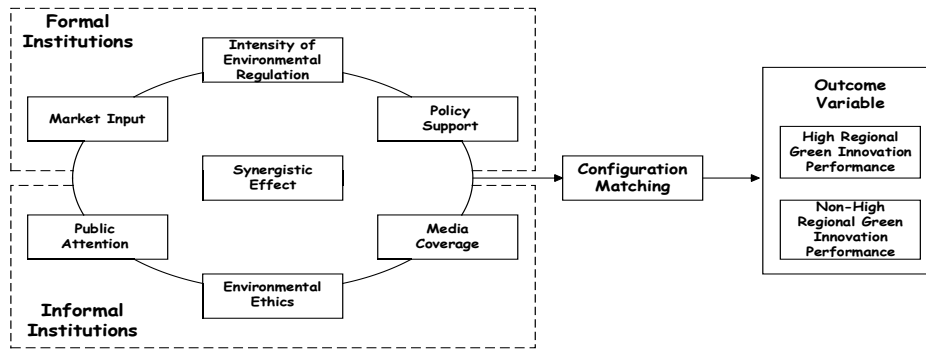 Formal
Institutions
Intensity of
Environmental
Regulation
Market Input
Policy
Support
Synergistic
Effect
Public
Attention
Media
Coverage
Environmental
Ethics
Informal
Institutions
Configuration
Matching
Outcome
Variable
High Regional
Green Innovation
Performance
Non-High
Regional Green
Innovation
Performance